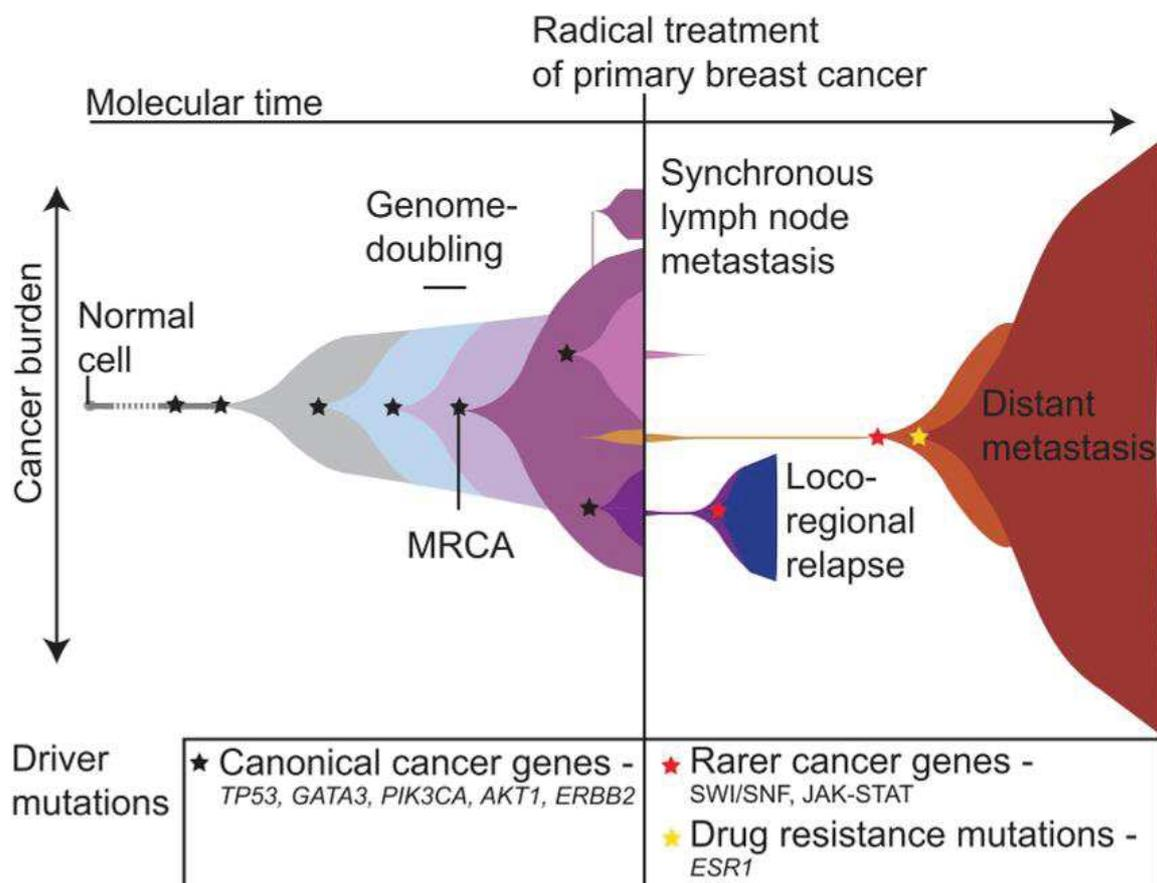 Radical treatment
of primary breast cancer
Molecular time
Synchronous
lymph node
metastasis
Genome-
doubling
Normal
cell
Cancer burden
Distant
metastasis
Loco-
regional
relapse
MRCA
Driver
mutations
Canonical cancer genes -
TP53, GATA3, PIK3CA, AKT1, ERBB2
Rarer cancer genes -
SWI/SNF, JAK-STAT
Drug resistance mutations -
ESR1